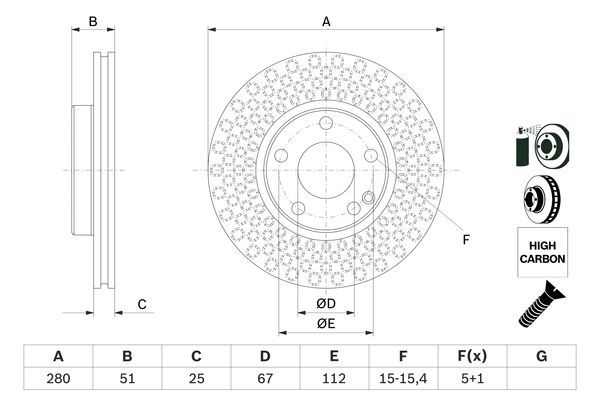 B
A
F
C
ØD
ØE
HIGH
CARBON
A B C D E F F(x) G
280 51 25 67 112 15-15,4 5+1